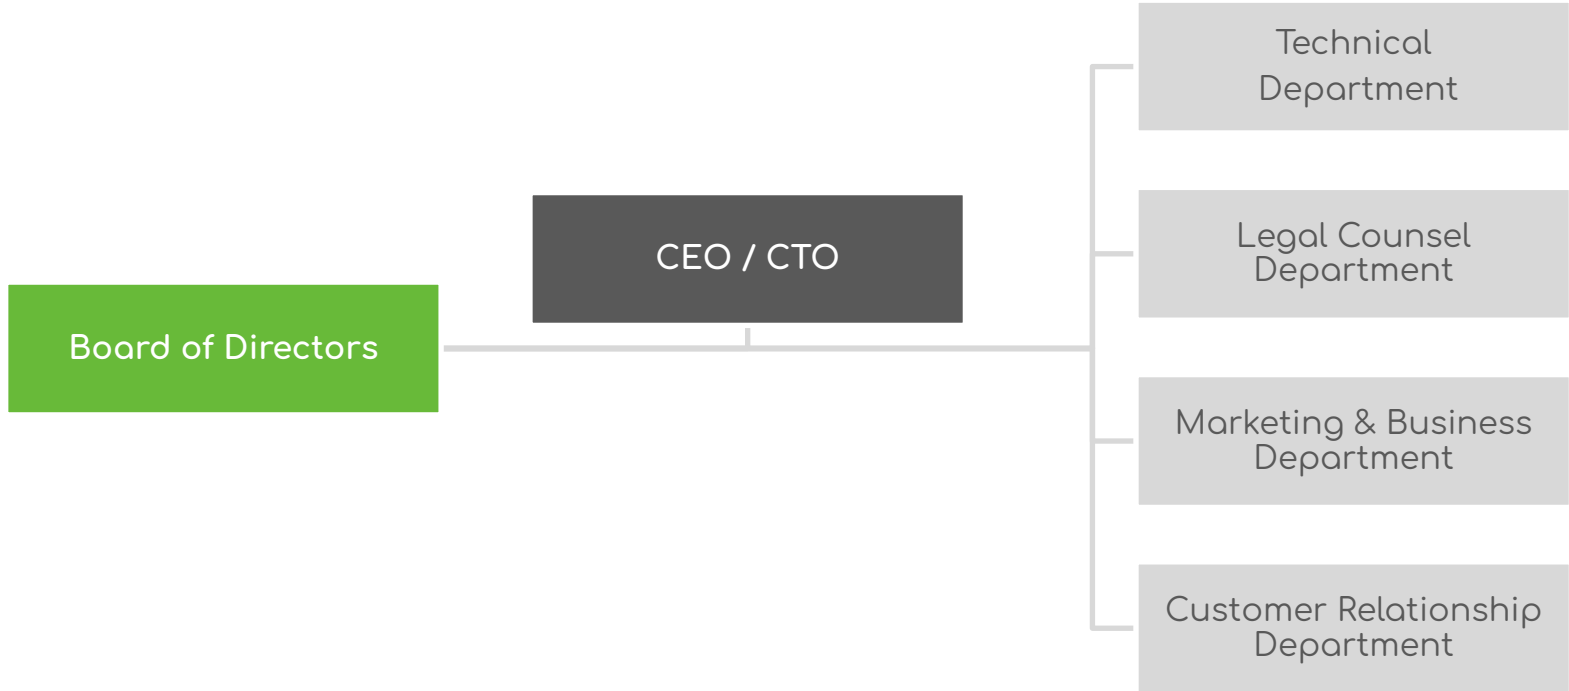 Board of Directors
CEO / CTO
Technical
Department
Legal Counsel
Department
Marketing & Business
Department
Customer Relationship
Department